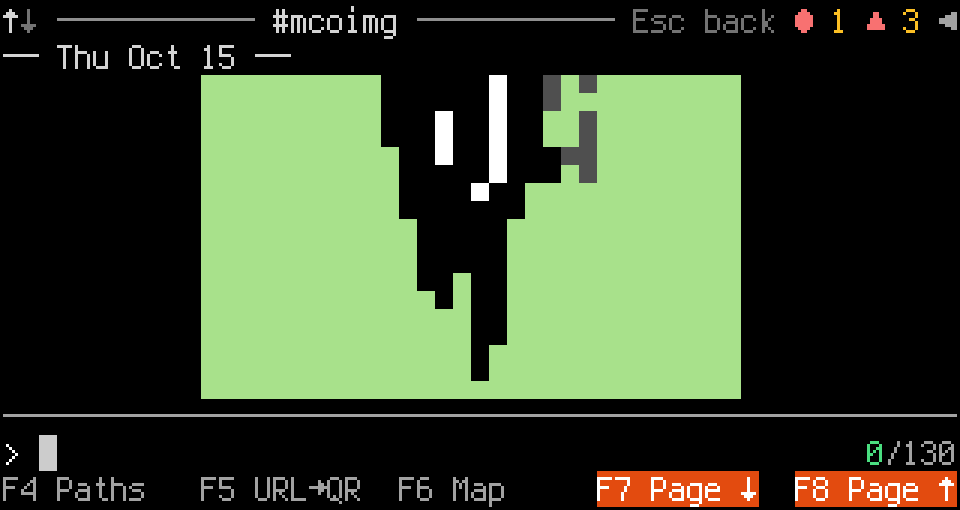 ↑↓ #mcoimg Esc back 1 3
Thu Oct 15
> 0/130
F4 Paths F5 URL→QR F6 Map F7 Page ↓ F8 Page ↑